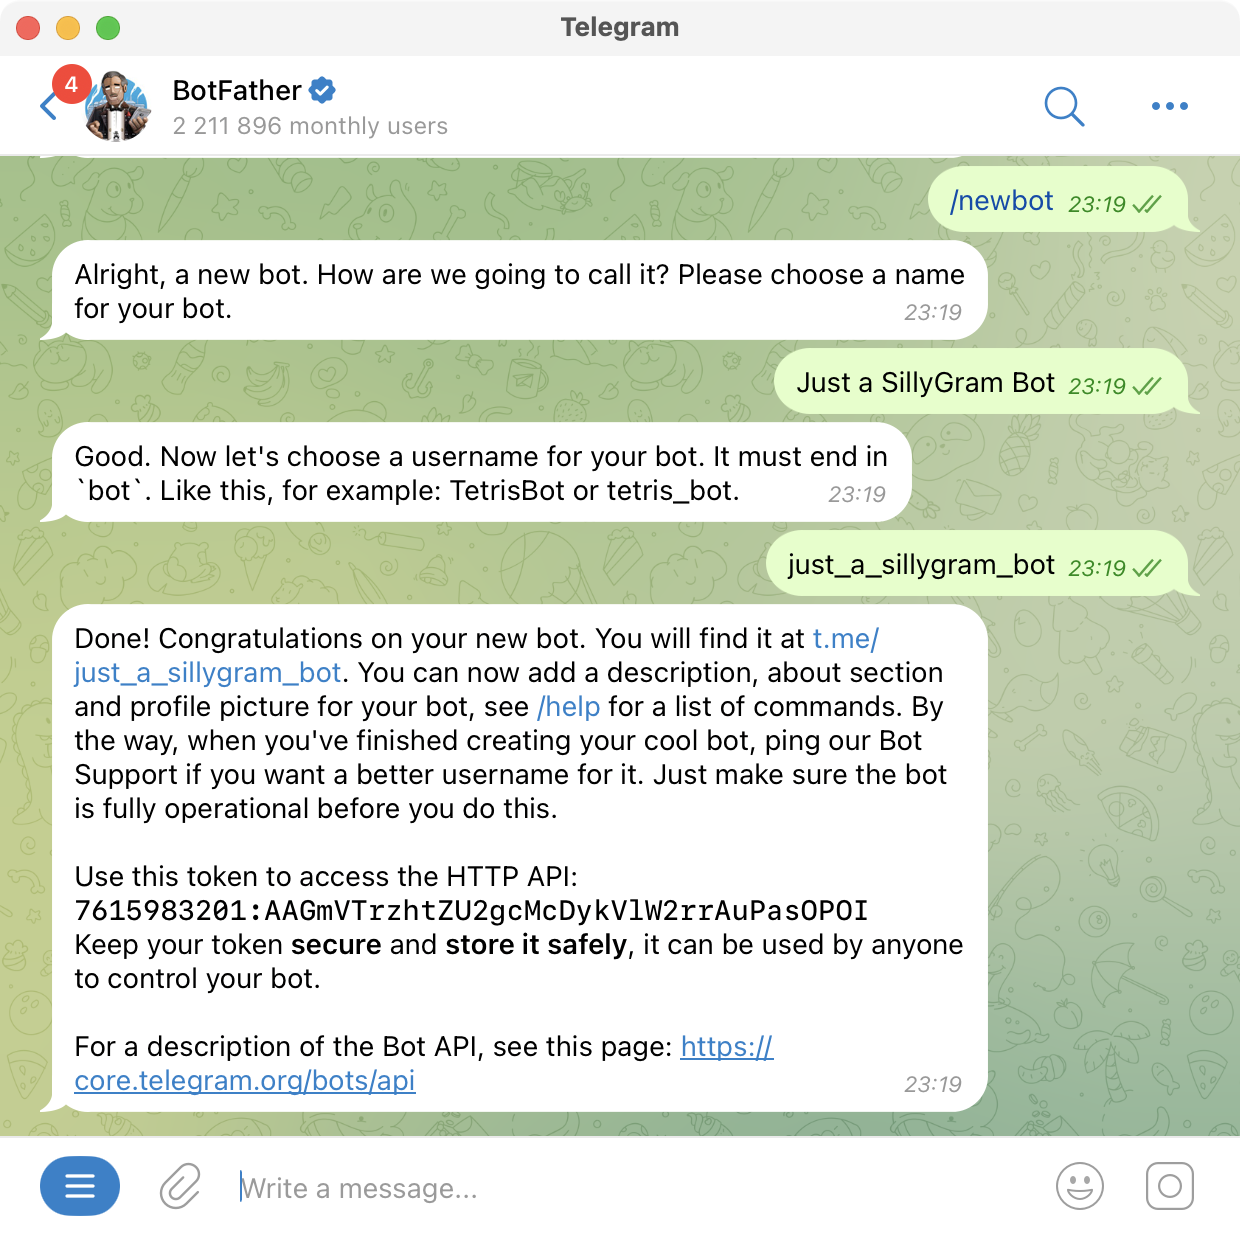 Telegram
4
BotFather
2 211 896 monthly users
/newbot 23:19
Alright, a new bot. How are we going to call it? Please choose a name
for your bot.
23:19
Just a SillyGram Bot 23:19
Good. Now let's choose a username for your bot. It must end in
`bot`. Like this, for example: TetrisBot or tetris_bot.
23:19
just_a_sillygram_bot 23:19
Done! Congratulations on your new bot. You will find it at t.me/
just_a_sillygram_bot. You can now add a description, about section
and profile picture for your bot, see /help for a list of commands. By
the way, when you've finished creating your cool bot, ping our Bot
Support if you want a better username for it. Just make sure the bot
is fully operational before you do this.
Use this token to access the HTTP API:
7615983201:AAGmVTrzhtZU2gcMcDykVlW2rrAuPasOPOI
Keep your token secure and store it safely, it can be used by anyone
to control your bot.
For a description of the Bot API, see this page: https://
core.telegram.org/bots/api
23:19
Write a message...